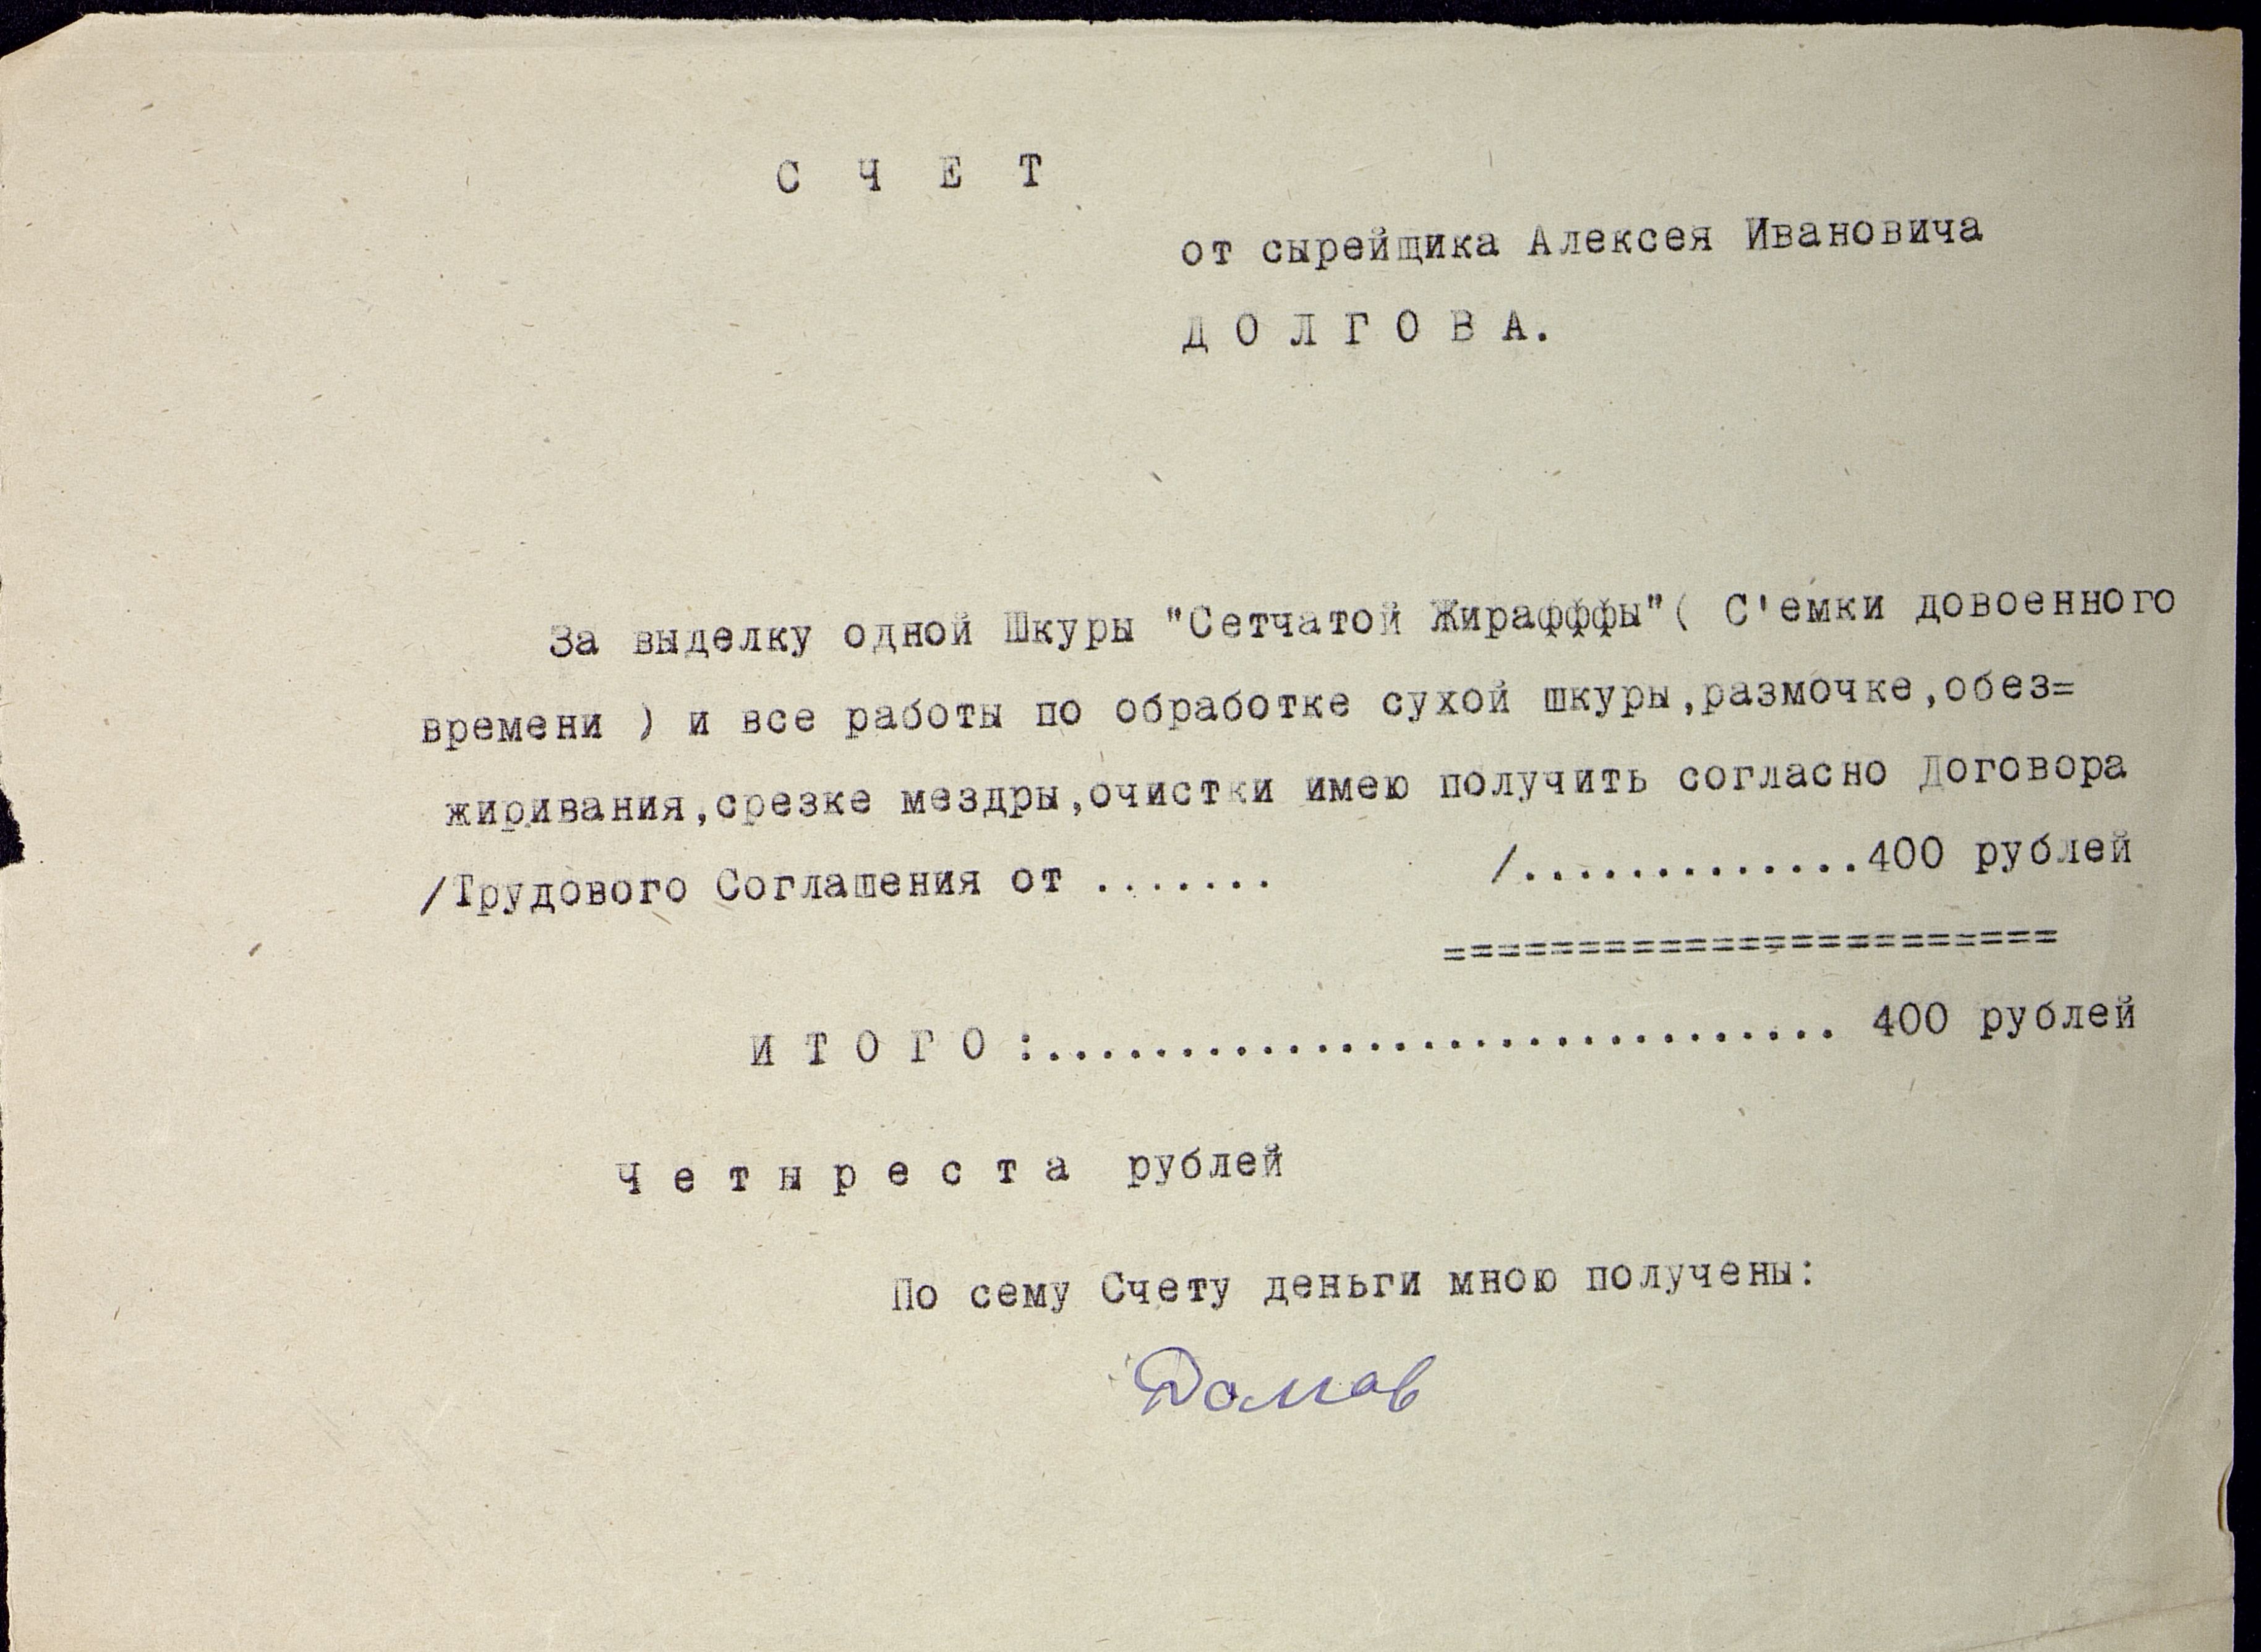 С Ч Е Т
от сырейщика Алексея Ивановича
Д О Л Г О В А.
За выделку одной Шкуры "Сетчатой Жирафффы"( С'емки довоенного
времени ) и все работы по обработке сухой шкуры,размочке,обез=
жиривания,срезке мездры,очистки имею получить согласно Договора
/Трудового Соглашения от ....... /.............400 рублей
=======================
И Т О Г О :.............................. 400 рублей
Ч е т ы р е с т а рублей
По сему Счету деньги мною получены:
Долгов